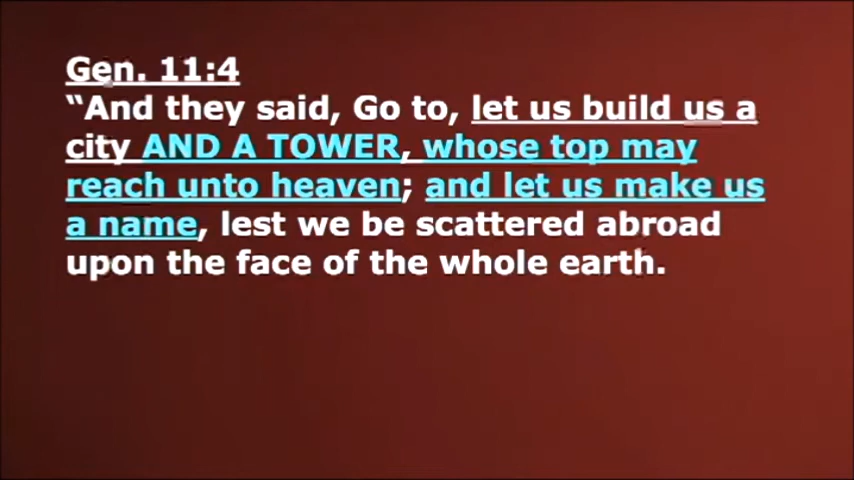 Gen. 11:4
“And they said, Go to, let us build us a
city AND A TOWER, whose top may
reach unto heaven; and let us make us
a name, lest we be scattered abroad
upon the face of the whole earth.